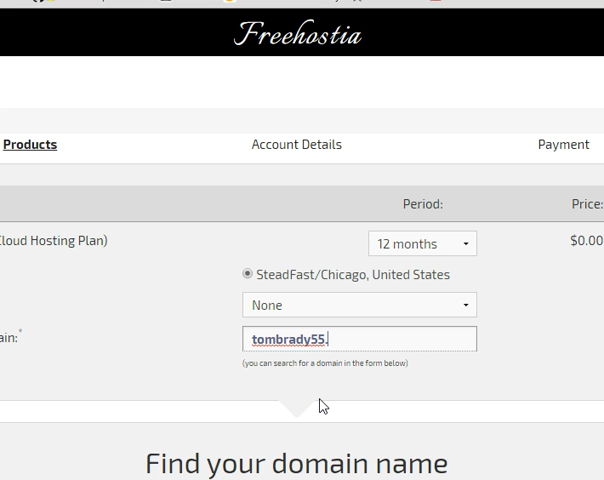 Freehostia
Products Account Details Payment
Period: Price:
Cloud Hosting Plan) 12 months $0.00
SteadFast/Chicago, United States
None
ain:* tombrady55.
(you can search for a domain in the form below)
Find your domain name